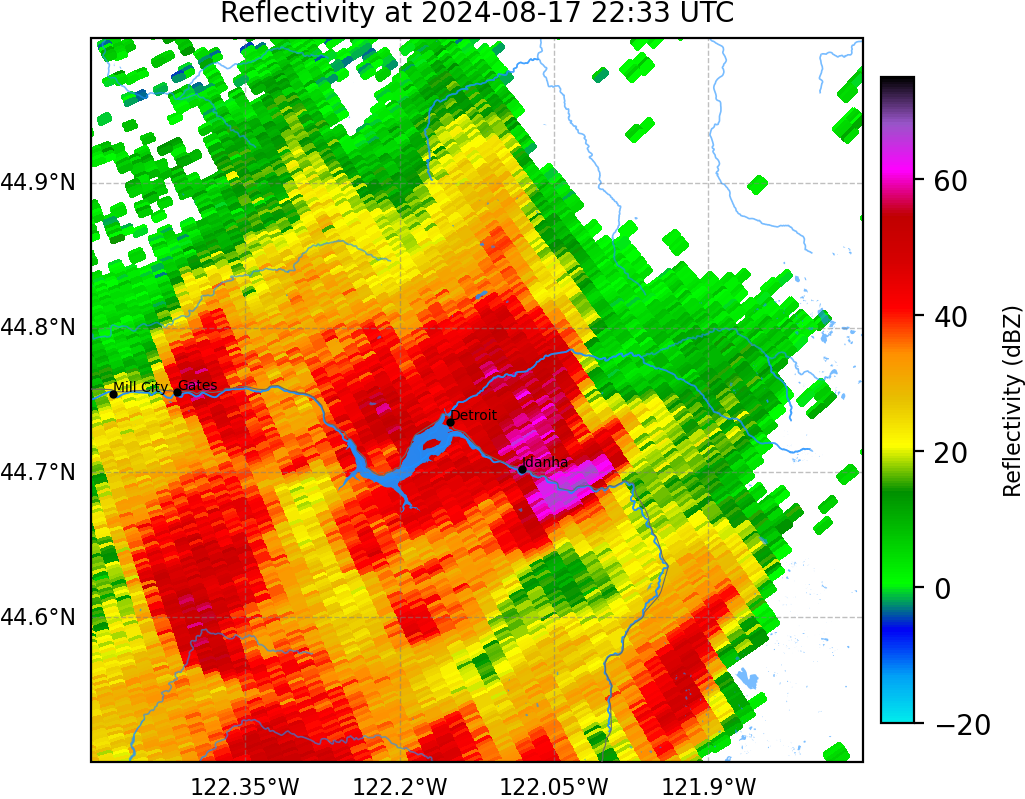 Reflectivity at 2024-08-17 22:33 UTC
44.9°N
44.8°N
44.7°N
44.6°N
Mill City
Gates
Detroit
Idanha
122.35°W
122.2°W
122.05°W
121.9°W
60
40
20
0
−20
Reflectivity (dBZ)